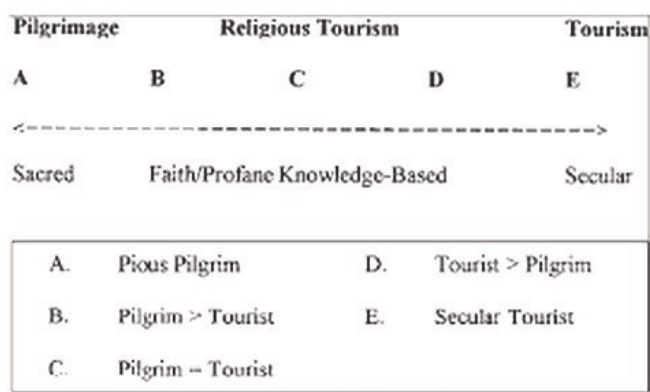 Pilgrimage Religious Tourism Tourism
A B C D E
<----------------------------------------------->
Sacred Faith/Profane Knowledge-Based Secular
A. Pious Pilgrim D. Tourist > Pilgrim
B. Pilgrim > Tourist E. Secular Tourist
C. Pilgrim = Tourist